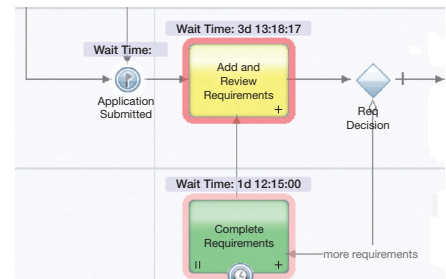 Wait Time: 3d 13:18:17
Wait Time:
Add and
Review
Requirements
+
Application
Submitted
Req
Decision
Wait Time: 1d 12:15:00
Complete
Requirements
+
more requirements